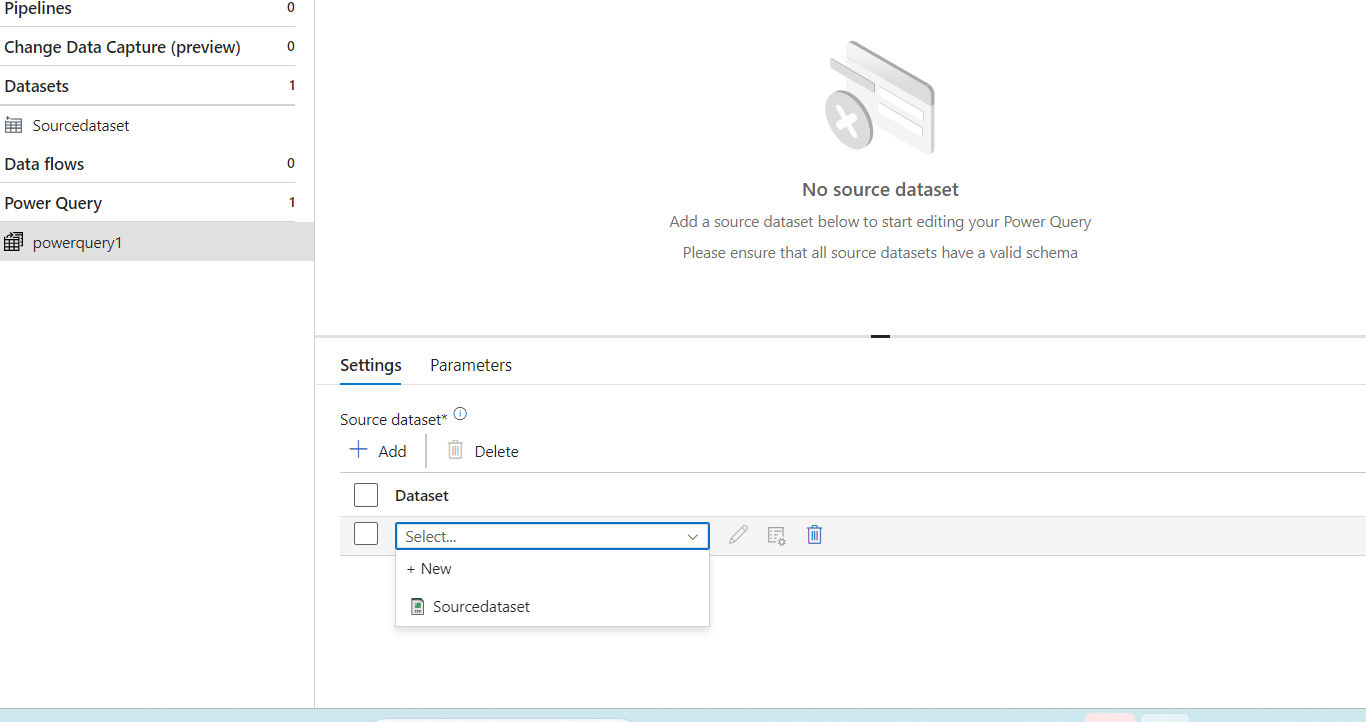 Pipelines 0
Change Data Capture (preview) 0
Datasets 1
Sourcedataset
Data flows 0
Power Query 1
powerquery1
No source dataset
Add a source dataset below to start editing your Power Query
Please ensure that all source datasets have a valid schema
Settings Parameters
Source dataset*
+ Add Delete
Dataset
Select...
+ New
Sourcedataset